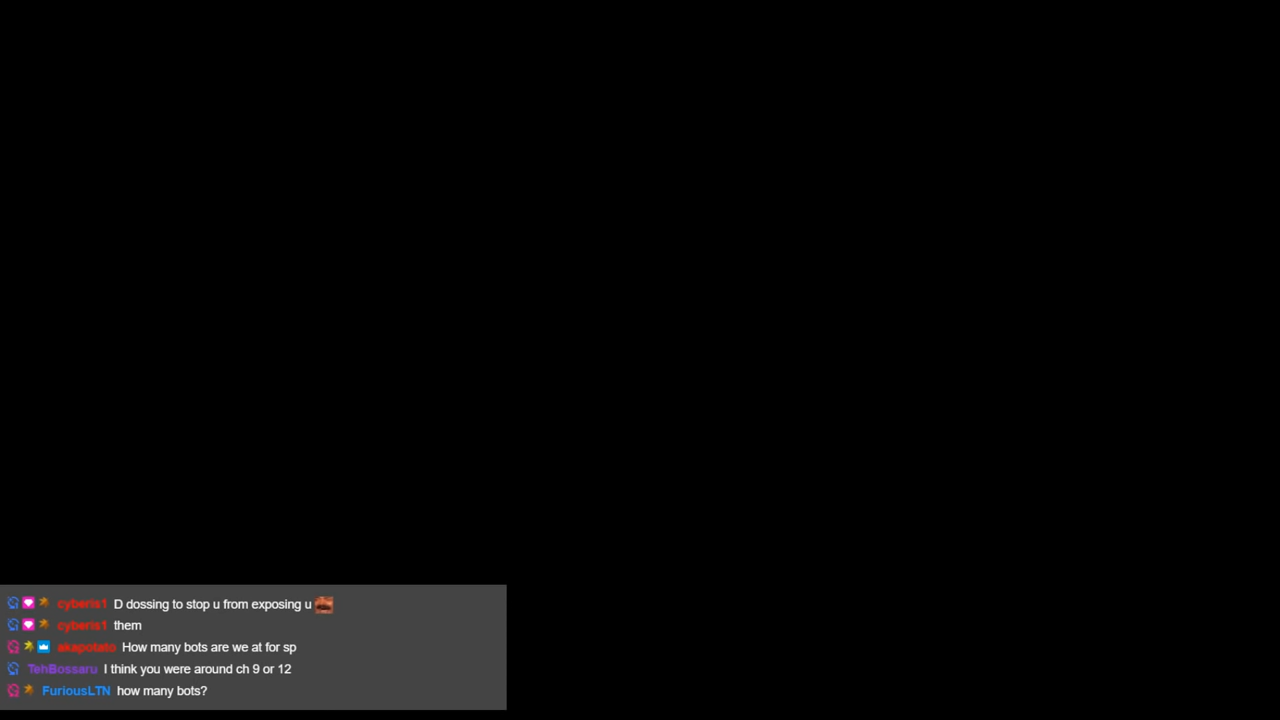 cyberis1 D dossing to stop u from exposing u
cyberis1 them
akapotato How many bots are we at for sp
TehBossaru I think you were around ch 9 or 12
FuriousLTN how many bots?